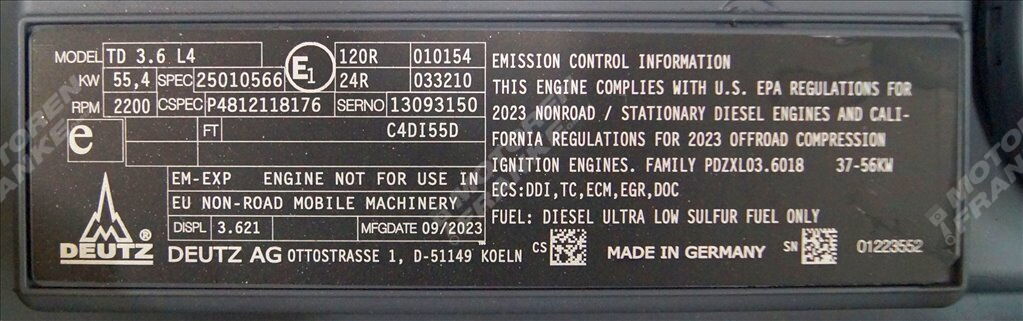 MODEL TD 3.6 L4 E1 120R 010154
KW 55,4 SPEC 25010566 24R 033210
RPM 2200 CSPEC P4812118176 SERNO 13093150
e FT C4DI55D
EM-EXP ENGINE NOT FOR USE IN
EU NON-ROAD MOBILE MACHINERY
DISPL 3.621 MFGDATE 09/2023
DEUTZ DEUTZ AG OTTOSTRASSE 1, D-51149 KOELN
EMISSION CONTROL INFORMATION
THIS ENGINE COMPLIES WITH U.S. EPA REGULATIONS FOR
2023 NONROAD / STATIONARY DIESEL ENGINES AND CALI-
FORNIA REGULATIONS FOR 2023 OFFROAD COMPRESSION
IGNITION ENGINES. FAMILY PDZXL03.6018 37-56KW
ECS:DDI,TC,ECM,EGR,DOC
FUEL: DIESEL ULTRA LOW SULFUR FUEL ONLY
CS MADE IN GERMANY SN 01223552
MOTOREN
FRANKE